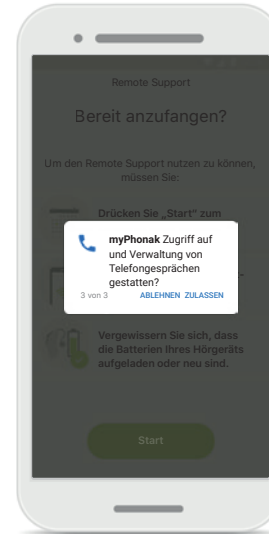 Remote Support
Bereit anzufangen?
Um den Remote Support nutzen zu können,
müssen Sie:
Drücken Sie „Start“ zum
myPhonak Zugriff auf
und Verwaltung von
Telefongesprächen
gestatten?
3 von 3 ABLEHNEN ZULASSEN
Vergewissern Sie sich, dass
die Batterien Ihres Hörgeräts
aufgeladen oder neu sind.
Start